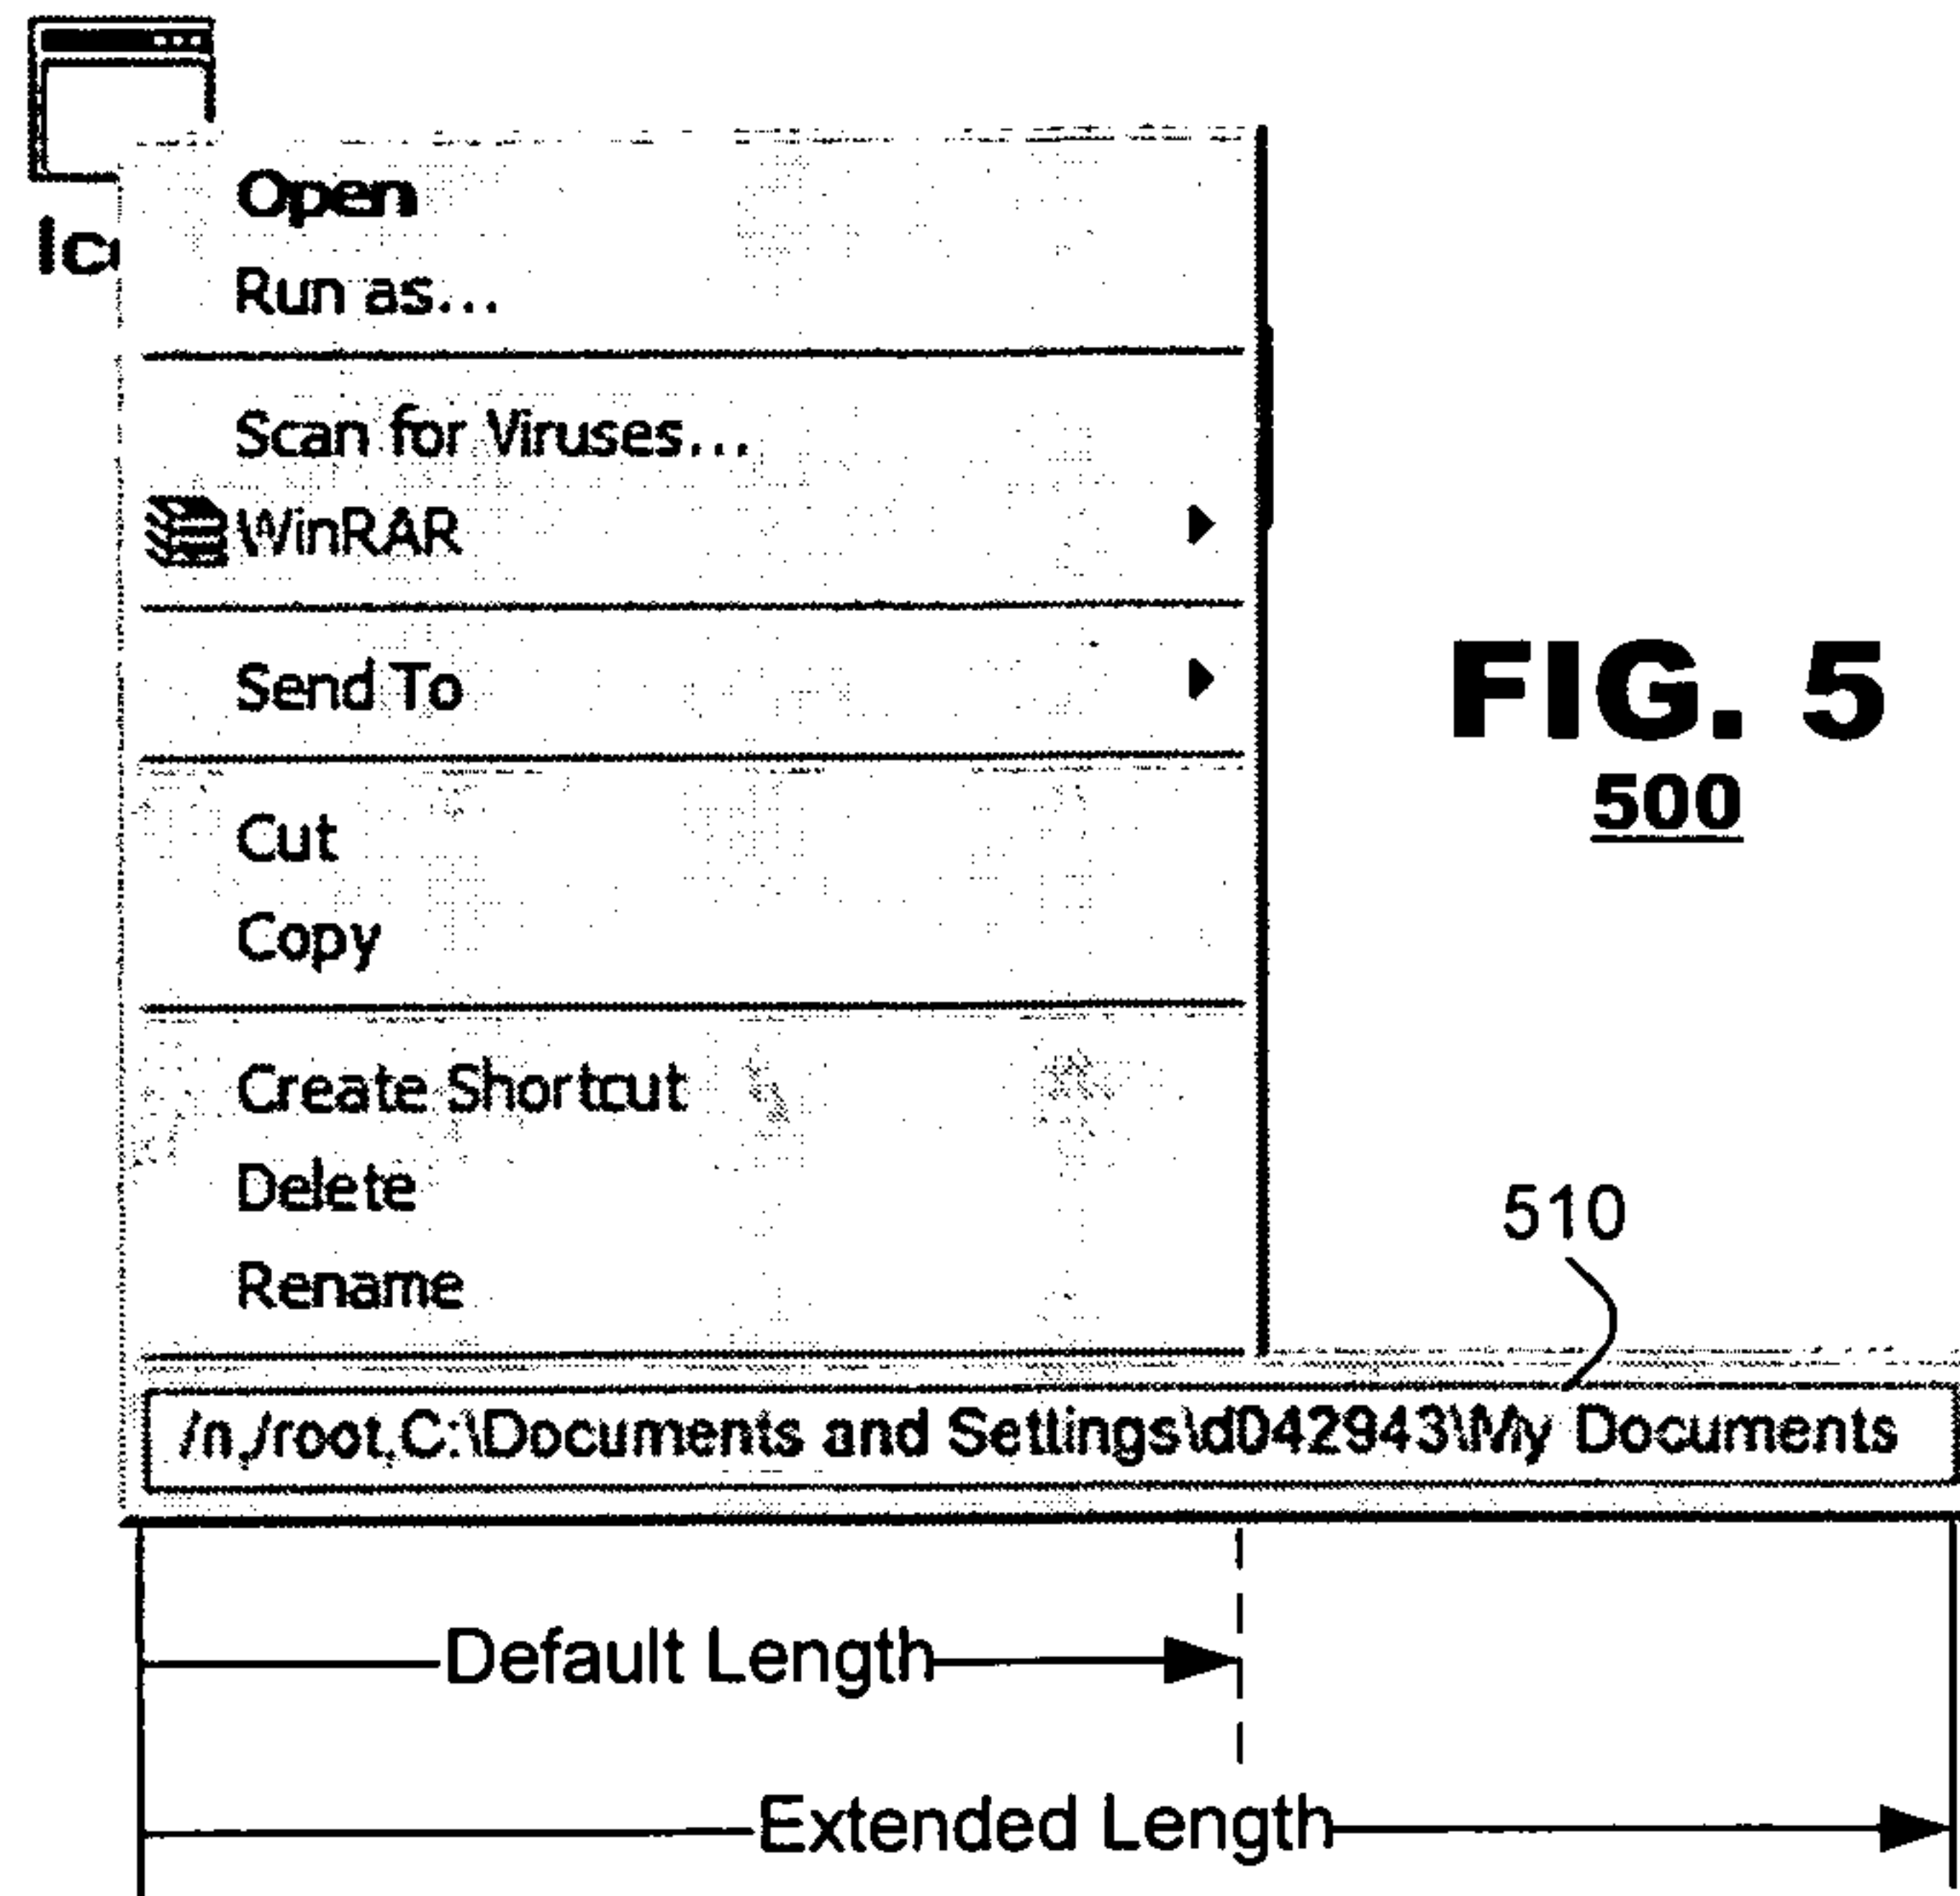 Ico
Open
Run as...
Scan for Viruses...
WinRAR
Send To
FIG. 5
500
Cut
Copy
Create Shortcut
Delete
Rename
510
/n,/root,C:\Documents and Settings\d042943\My Documents
Default Length
Extended Length